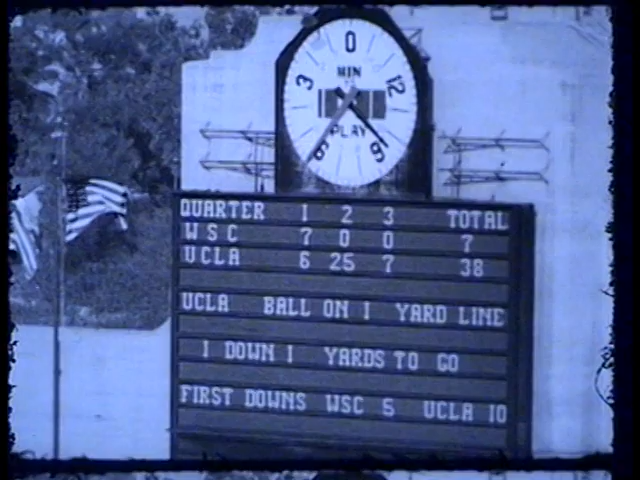 0
3 MIN 12
PLAY
6 9
QUARTER 1 2 3 TOTAL
WSC 7 0 0 7
UCLA 6 25 7 38
UCLA BALL ON 1 YARD LINE
1 DOWN 1 YARDS TO GO
FIRST DOWNS WSC 5 UCLA 10